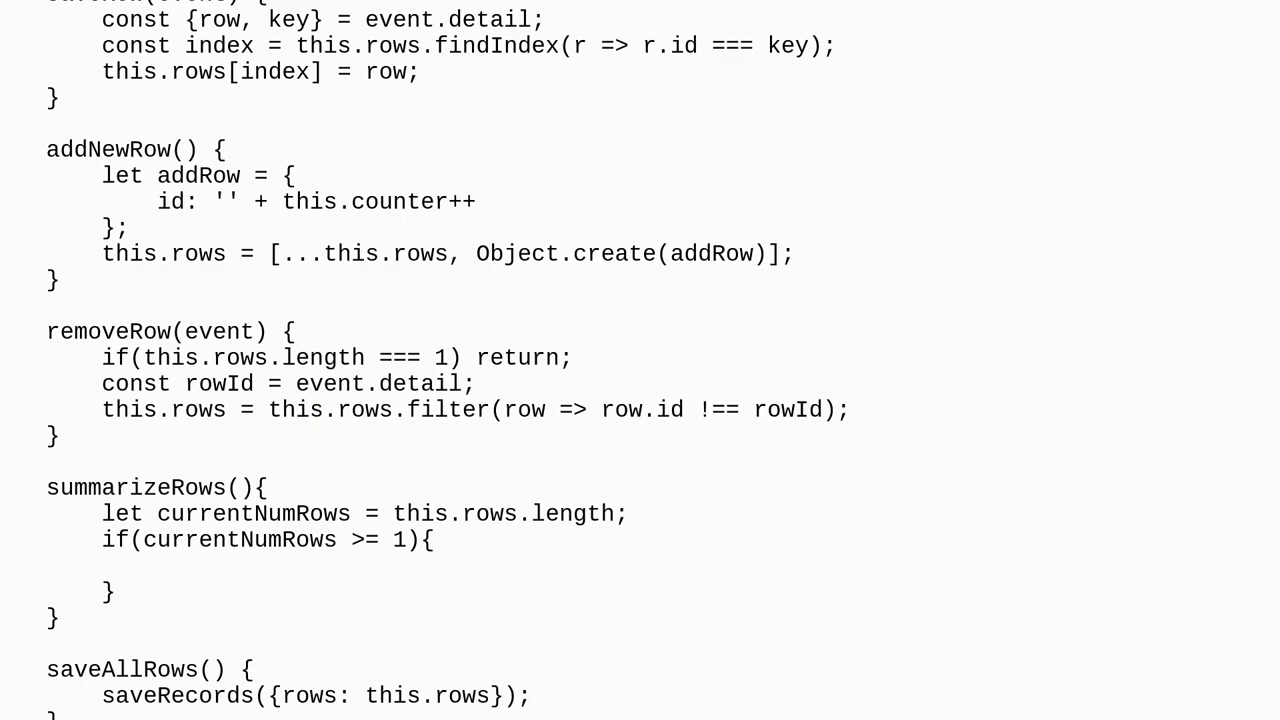 const {row, key} = event.detail;
const index = this.rows.findIndex(r => r.id === key);
this.rows[index] = row;
}
addNewRow() {
let addRow = {
id: '' + this.counter++
};
this.rows = [...this.rows, Object.create(addRow)];
}
removeRow(event) {
if(this.rows.length === 1) return;
const rowId = event.detail;
this.rows = this.rows.filter(row => row.id !== rowId);
}
summarizeRows(){
let currentNumRows = this.rows.length;
if(currentNumRows >= 1){
}
}
saveAllRows() {
saveRecords({rows: this.rows});
}